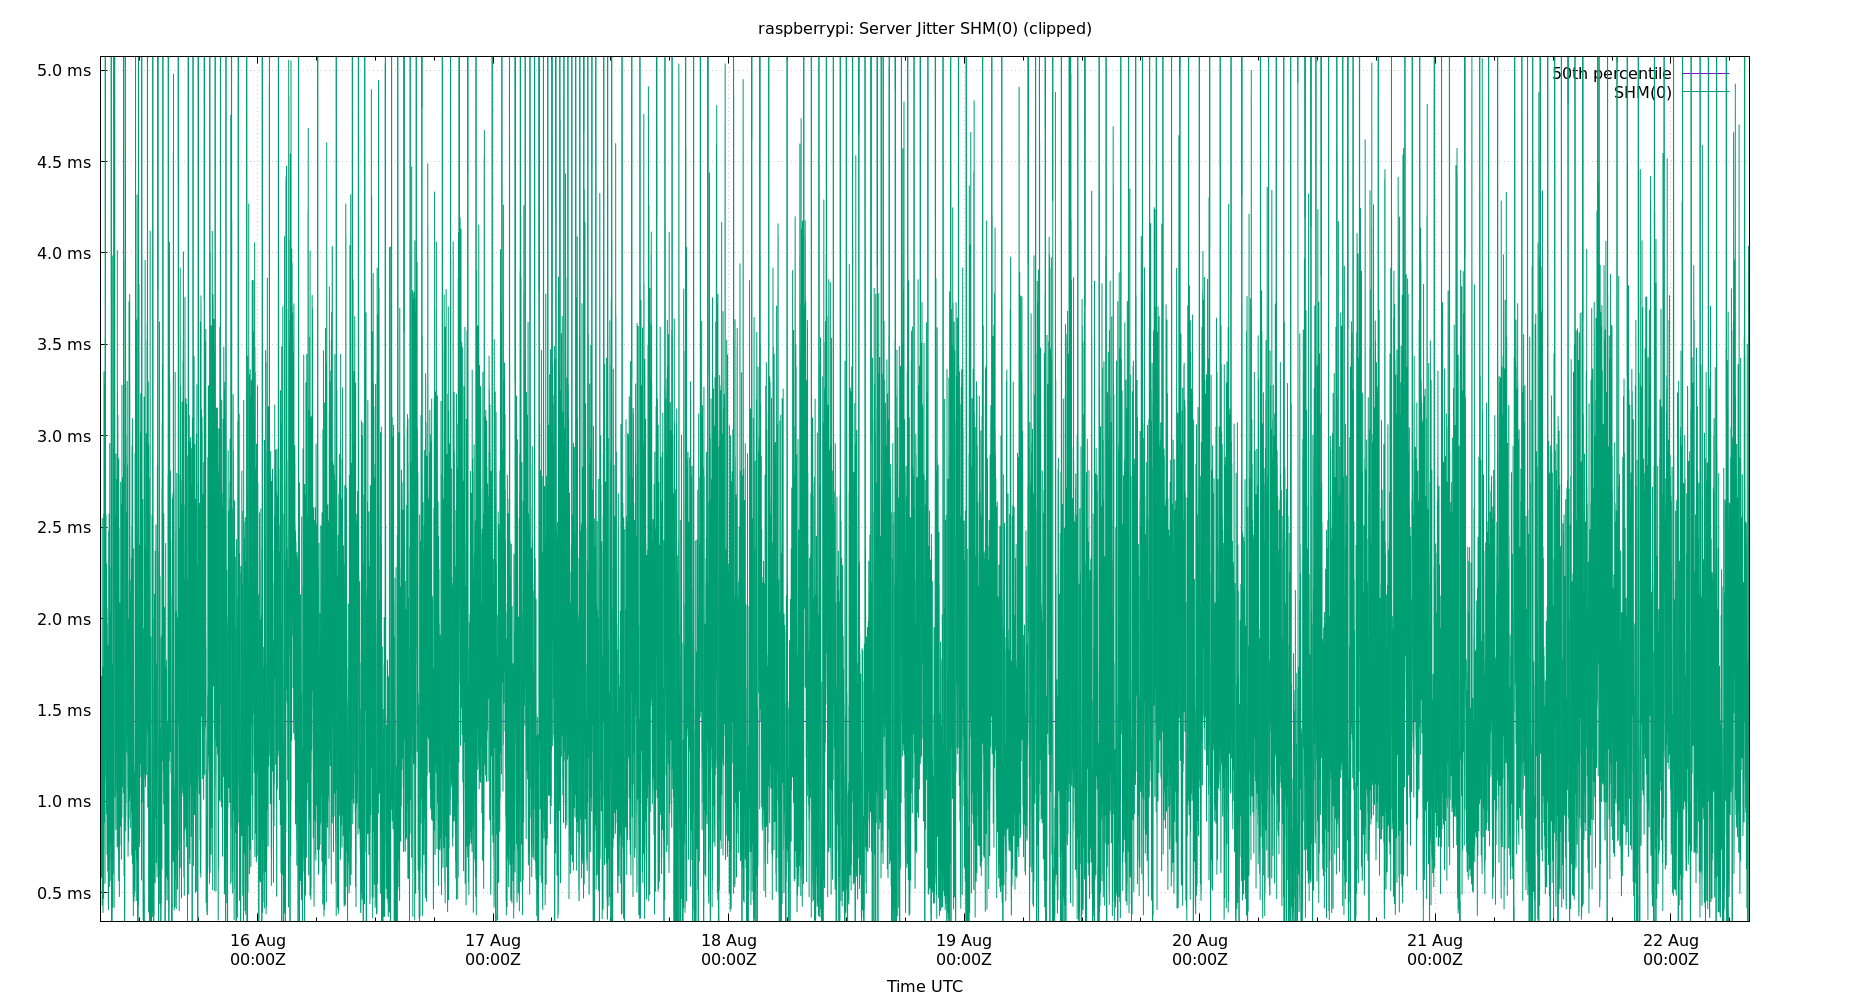 raspberrypi: Server Jitter SHM(0) (clipped)
5.0 ms
4.5 ms
4.0 ms
3.5 ms
3.0 ms
2.5 ms
2.0 ms
1.5 ms
1.0 ms
0.5 ms
50th percentile
SHM(0)
16 Aug
00:00Z
17 Aug
00:00Z
18 Aug
00:00Z
19 Aug
00:00Z
20 Aug
00:00Z
21 Aug
00:00Z
22 Aug
00:00Z
Time UTC